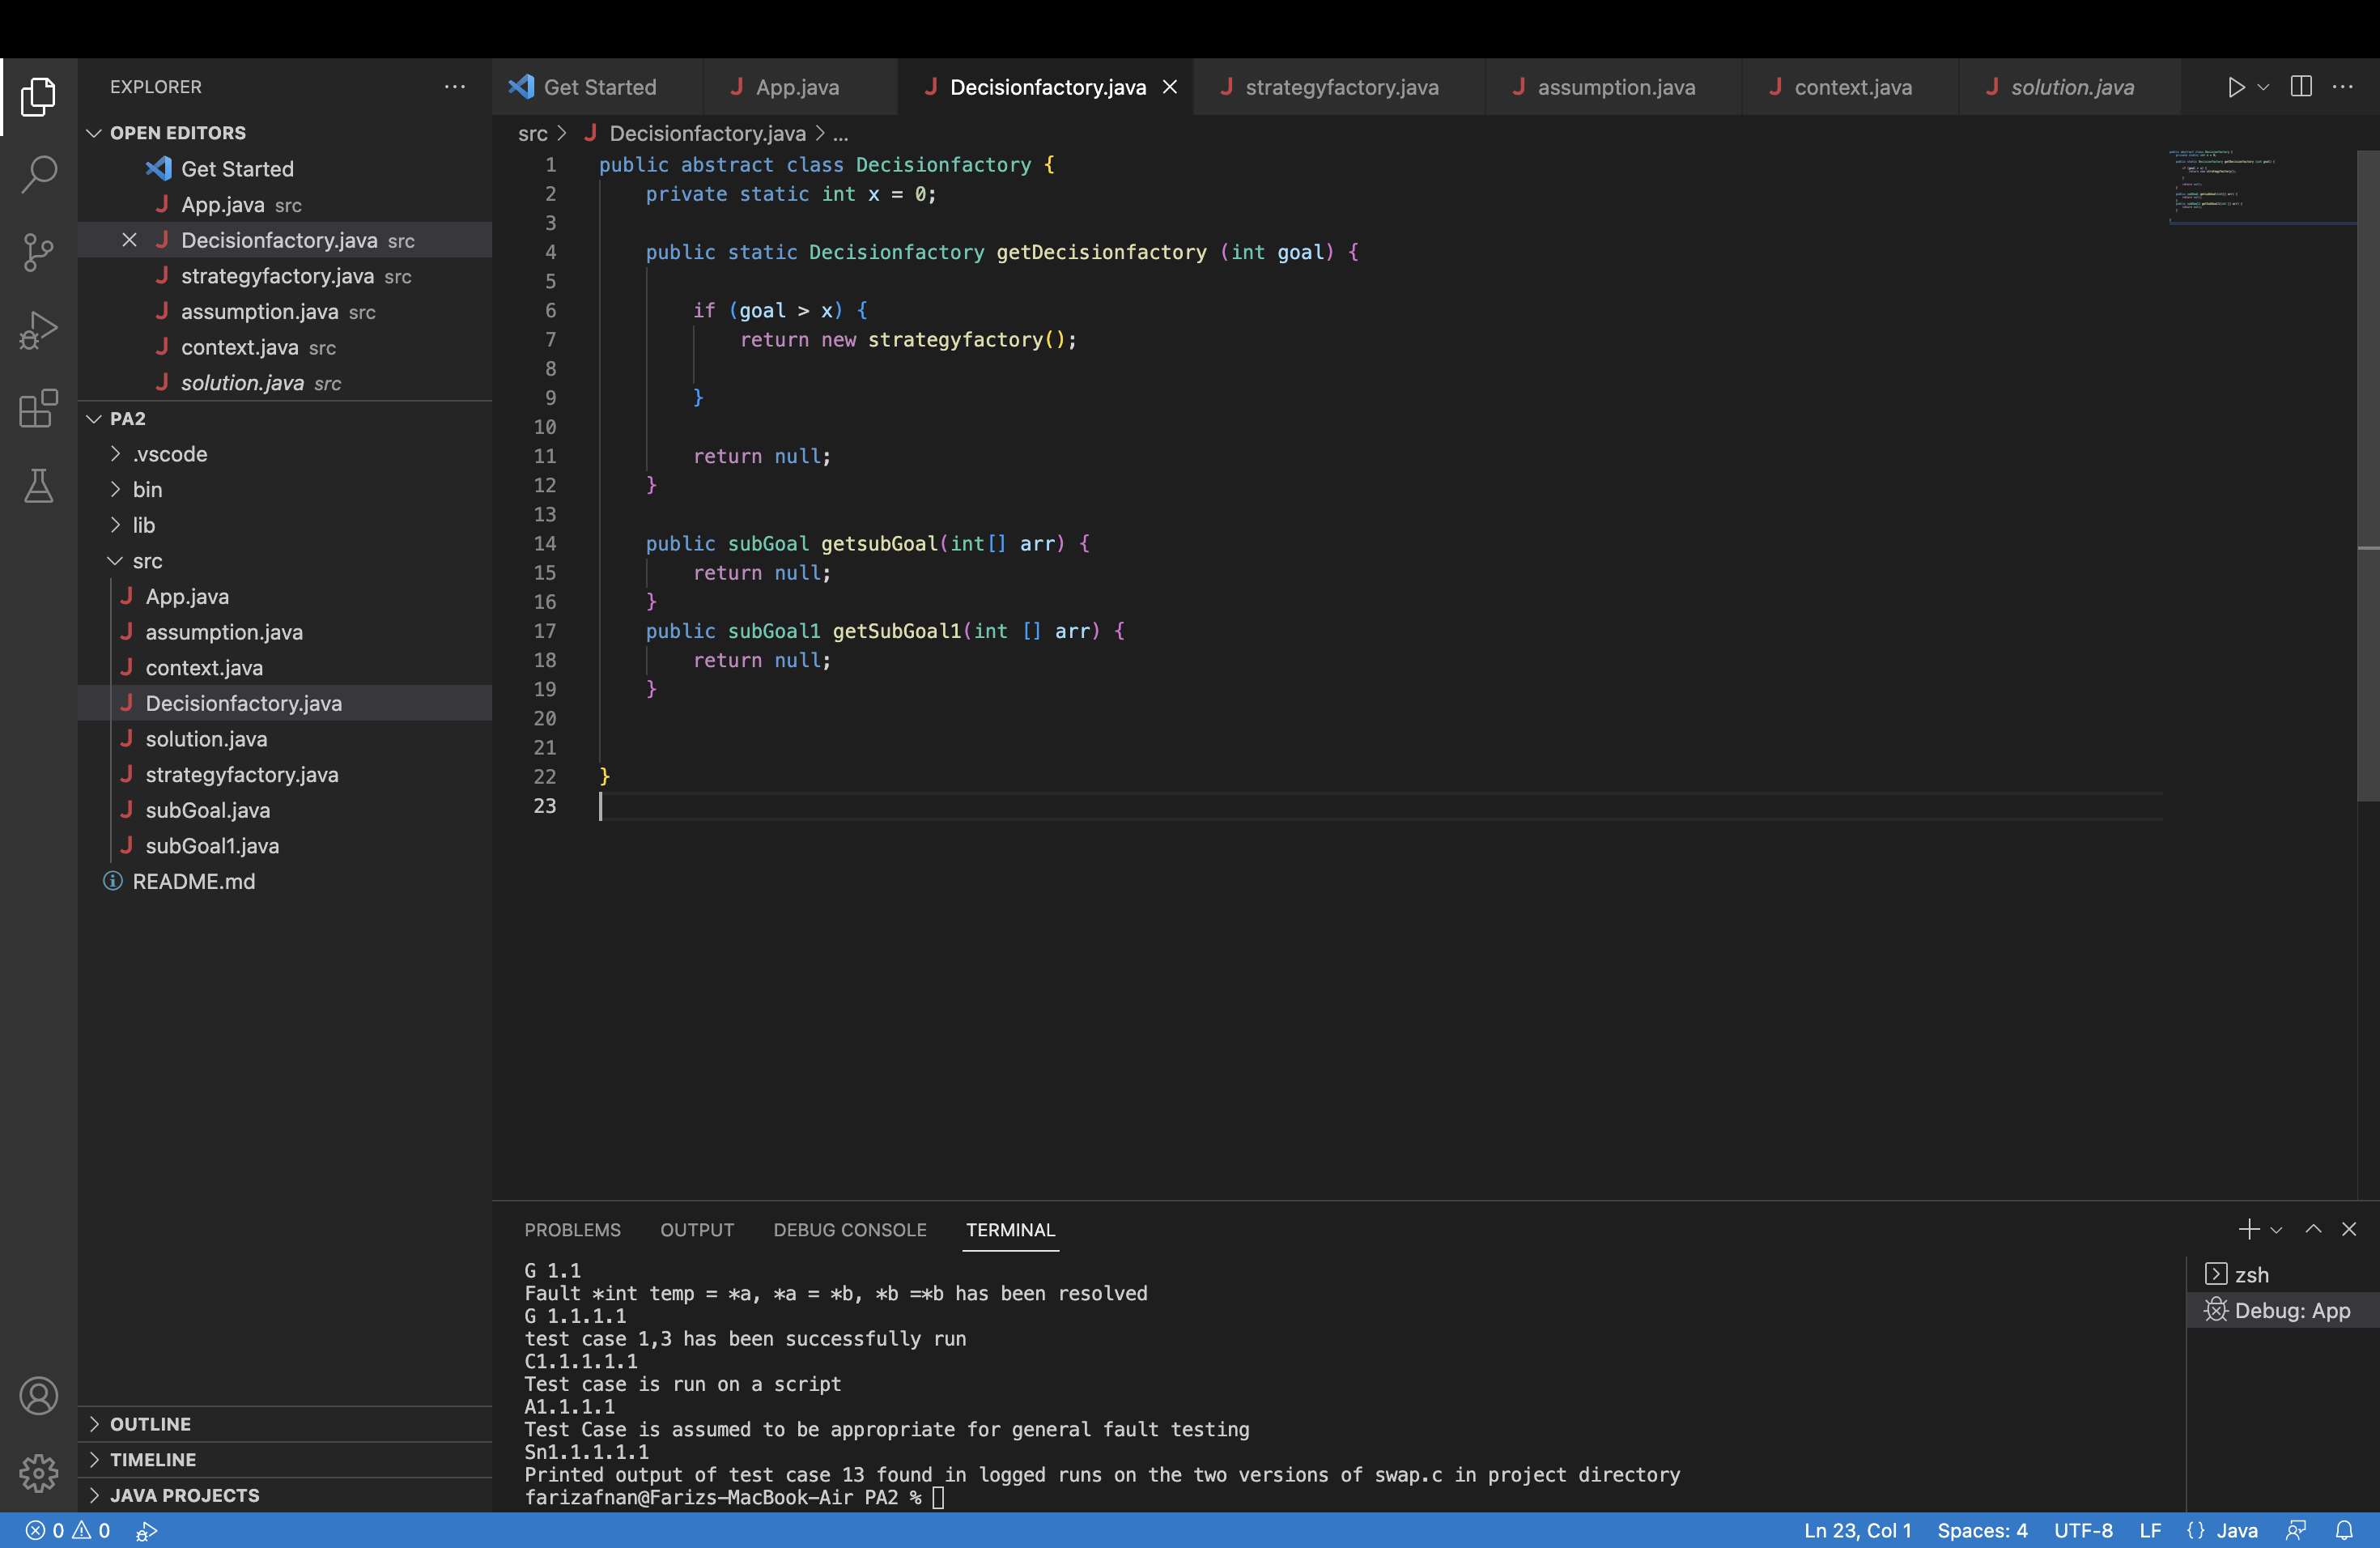 EXPLORER
OPEN EDITORS
Get Started
App.java src
Decisionfactory.java src
strategyfactory.java src
assumption.java src
context.java src
solution.java src
PA2
.vscode
bin
lib
src
App.java
assumption.java
context.java
Decisionfactory.java
solution.java
strategyfactory.java
subGoal.java
subGoal1.java
README.md
OUTLINE
TIMELINE
JAVA PROJECTS
Get Started App.java Decisionfactory.java strategyfactory.java assumption.java context.java solution.java
src > Decisionfactory.java > ...
1 public abstract class Decisionfactory {
2 private static int x = 0;
3
4 public static Decisionfactory getDecisionfactory (int goal) {
5
6 if (goal > x) {
7 return new strategyfactory();
8
9 }
10
11 return null;
12 }
13
14 public subGoal getsubGoal(int[] arr) {
15 return null;
16 }
17 public subGoal1 getSubGoal1(int [] arr) {
18 return null;
19 }
20
21
22 }
23
PROBLEMS OUTPUT DEBUG CONSOLE TERMINAL
G 1.1
Fault *int temp = *a, *a = *b, *b =*b has been resolved
G 1.1.1.1
test case 1,3 has been successfully run
C1.1.1.1.1
Test case is run on a script
A1.1.1.1
Test Case is assumed to be appropriate for general fault testing
Sn1.1.1.1.1
Printed output of test case 13 found in logged runs on the two versions of swap.c in project directory
farizafnan@Farizs-MacBook-Air PA2 %
zsh
Debug: App
0 0
Ln 23, Col 1 Spaces: 4 UTF-8 LF {} Java